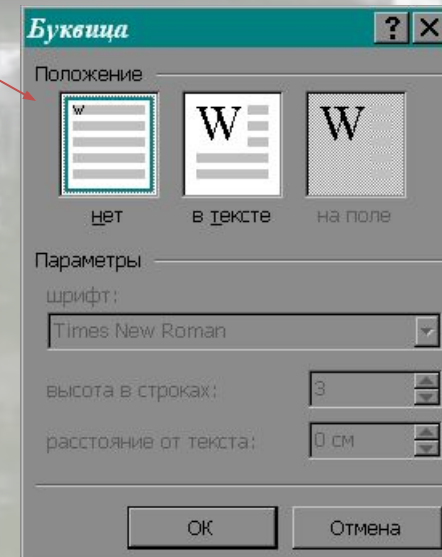 Буквица ? ×
Положение
w W W
нет в тексте на поле
Параметры
шрифт:
Times New Roman
высота в строках: 3
расстояние от текста: 0 см
ОК Отмена